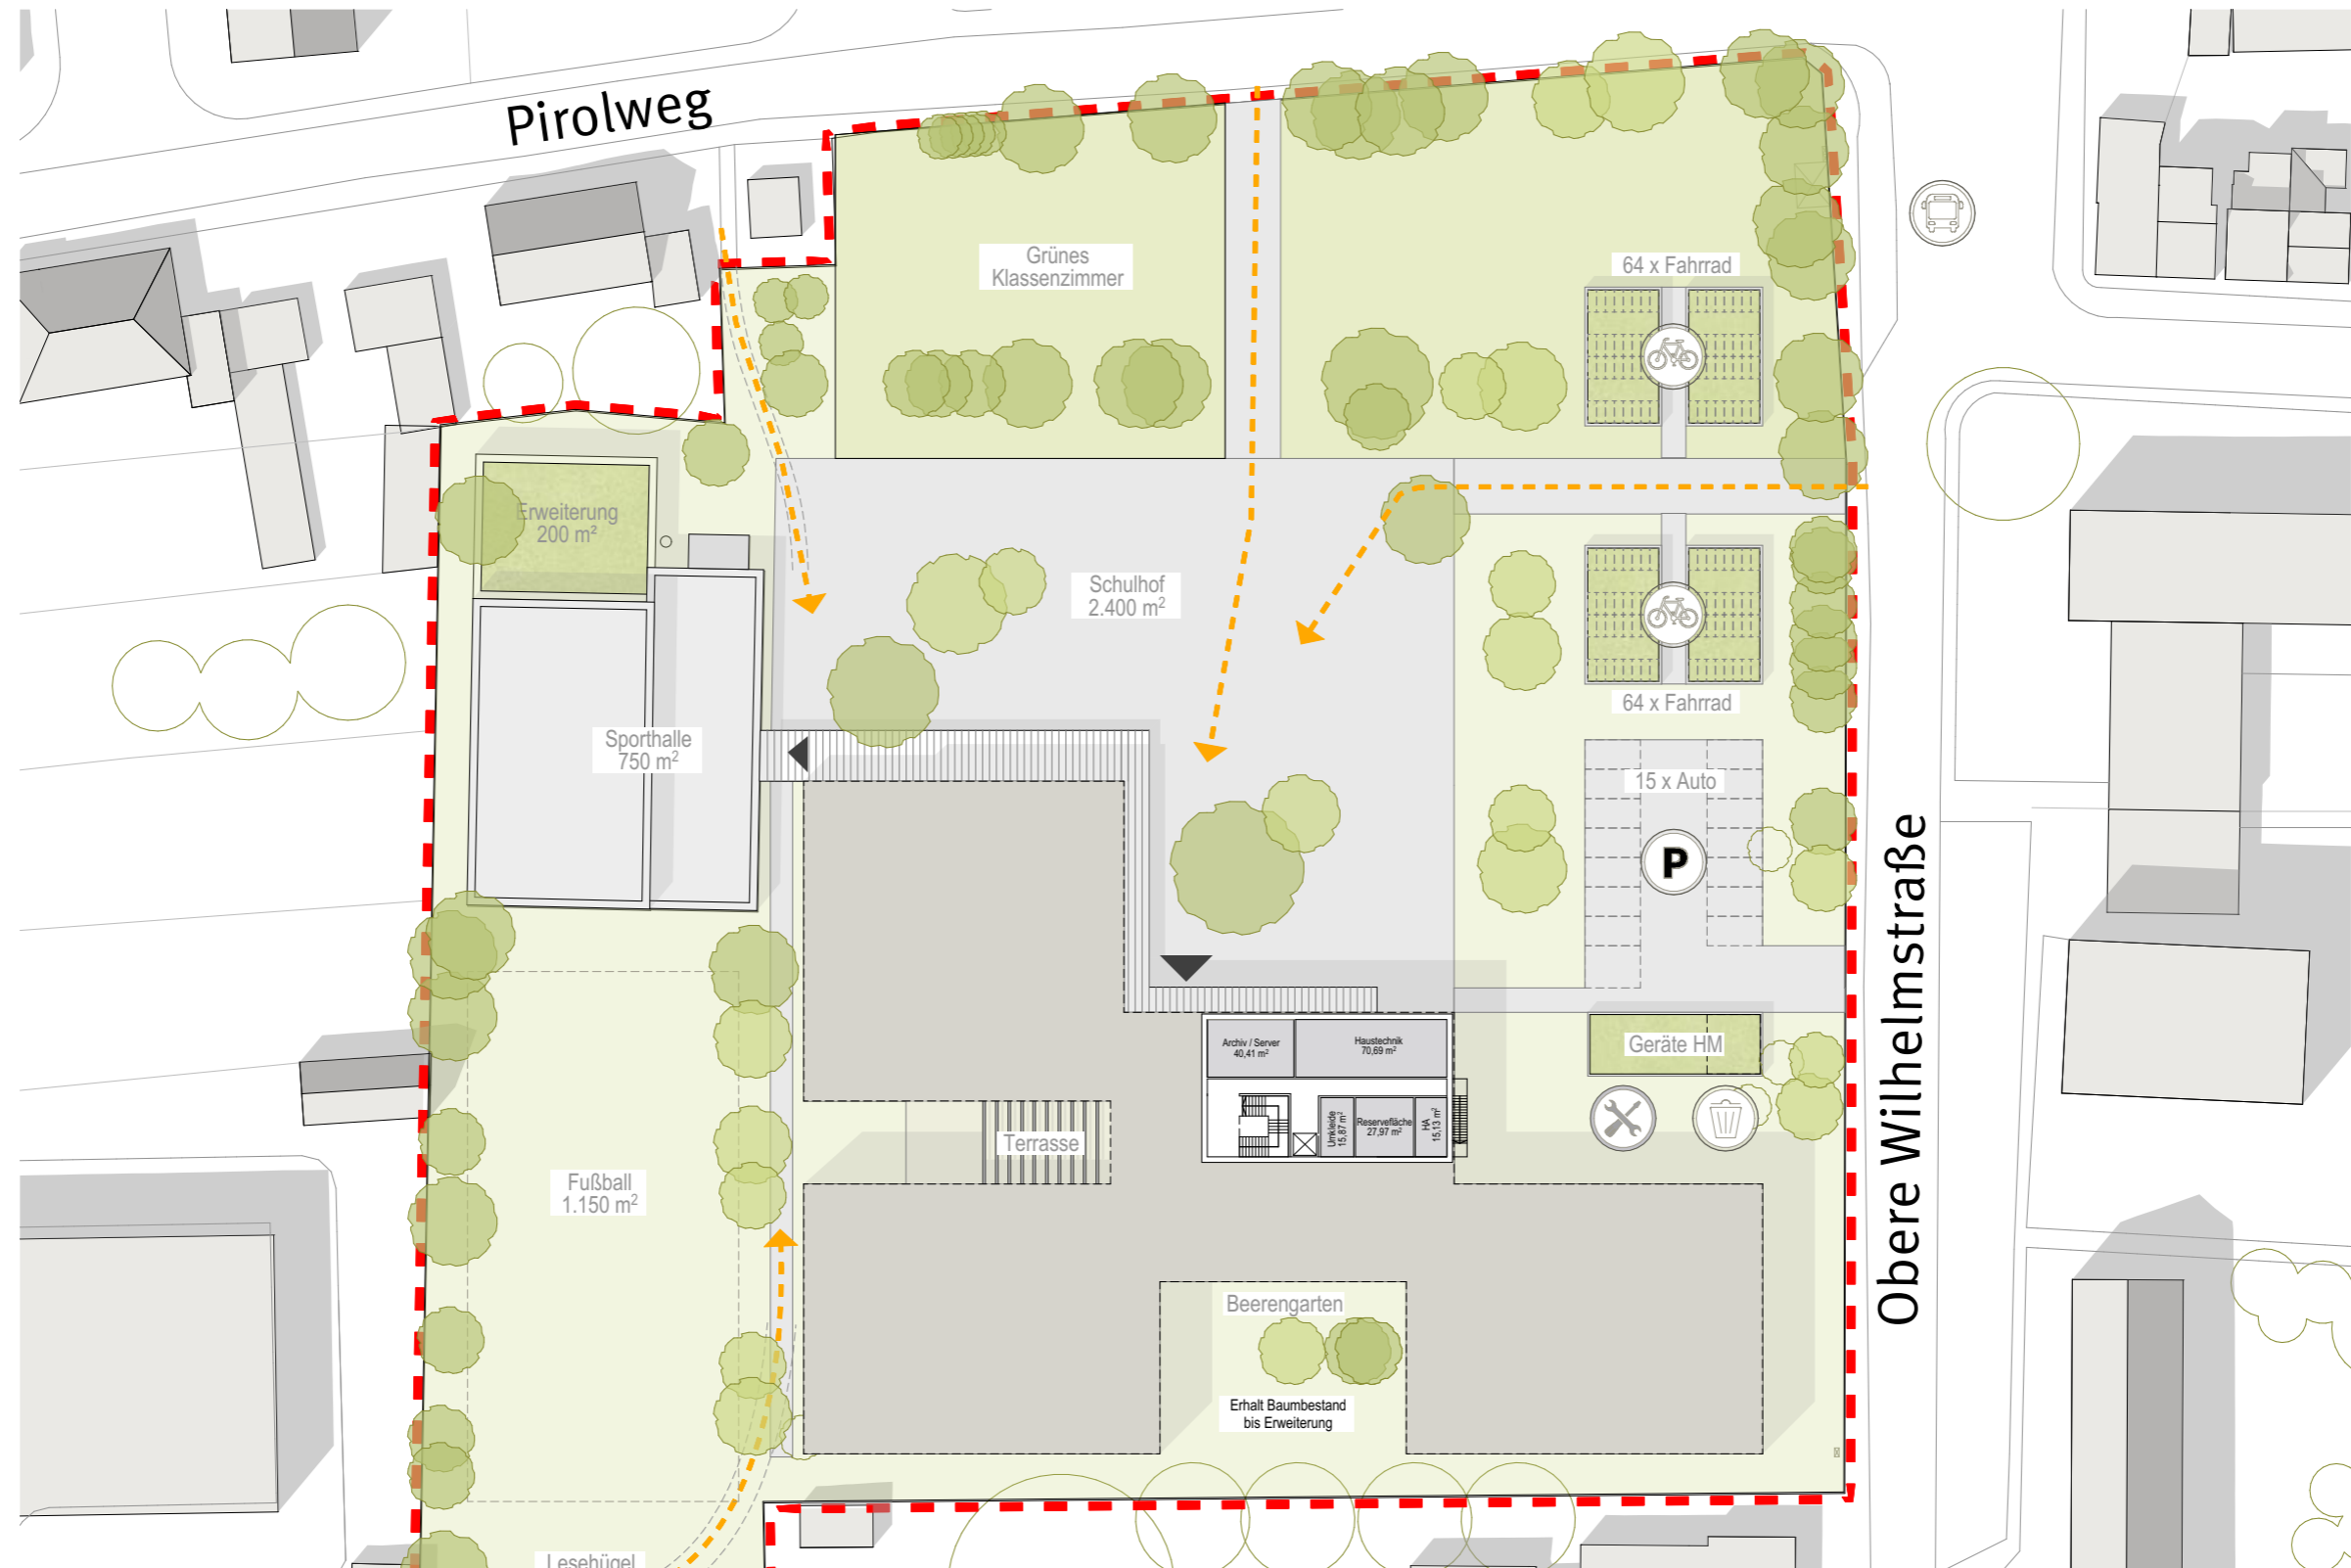 Pirolweg
Grünes
Klassenzimmer
64 x Fahrrad
Erweiterung
200 m²
Schulhof
2.400 m²
64 x Fahrrad
Sporthalle
750 m²
15 x Auto
P
Obere Wilhelmstraße
Archiv / Server
40,41 m²
Haustechnik
70,69 m²
Geräte HM
Umkleide
15,87 m²
Reservefläche
27,97 m²
HA
15,13 m²
Terrasse
Fußball
1.150 m²
Beerengarten
Erhalt Baumbestand
bis Erweiterung
Lesehügel